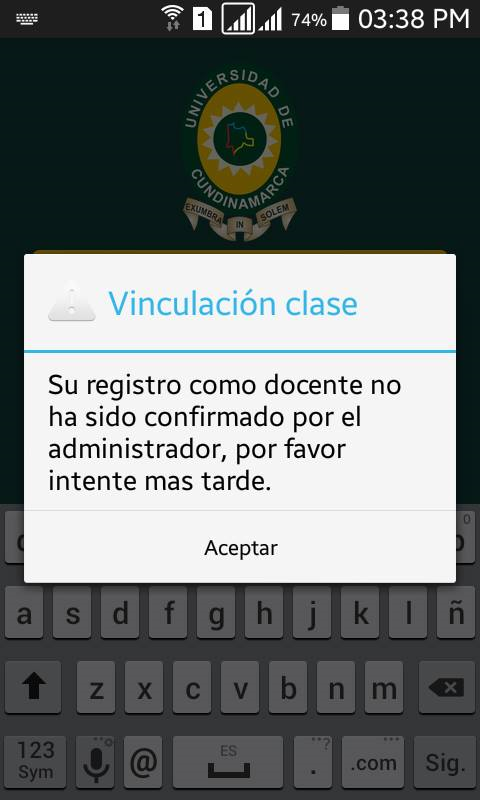 1
74%
03:38 PM
UNIVERSIDAD DE
CUNDINAMARCA
EXUMBRA IN SOLEM
Vinculación clase
Su registro como docente no
ha sido confirmado por el
administrador, por favor
intente mas tarde.
Aceptar
0
a s d f g h j k l ñ
z x c v b n m
123
Sym
@
ES
?
.
.com
Sig.